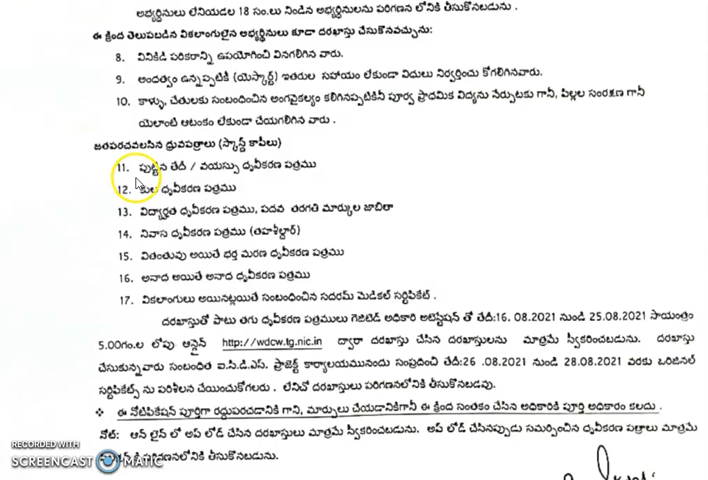 అభ్యర్థినులు లేనియడల 18 సం.లు నిండిన అభ్యర్థినులను పరిగణన లోనికి తీసుకొనబడును .
ఈ క్రింద తెలుపబడిన వికలాంగులైన అభ్యర్థినులు కూడా దరఖాస్తు చేసుకొనవచ్చును:
8. వినికిడి పరికరాన్ని ఉపయోగించి వినగలిగిన వారు.
9. అంధత్వం ఉన్నప్పటికి (యెస్కార్ట్) ఇతరుల సహాయం లేకుండా విధులు నిర్వర్తించు కోగలిగినవారు.
10. కాళ్ళు, చేతులకు సంబంధించిన అంగవైకల్యం కలిగినప్పటికినీ పూర్వ ప్రాథమిక విద్యను నేర్పుటకు గానీ, పిల్లల సంరక్షణ గానీ
యెలాంటి ఆటంకం లేకుండా చేయగలిగిన వారు .
జతపరచవలసిన ధ్రువపత్రాలు (స్కాన్డ్ కాపీలు)
11. పుట్టిన తేదీ / వయస్సు ధృవీకరణ పత్రము
12. కుల ధృవీకరణ పత్రము
13. విద్యార్హత ధృవీకరణ పత్రము, పదవ తరగతి మార్కుల జాబితా
14. నివాస ధృవీకరణ పత్రము (తహశీల్దార్)
15. వితంతువు అయితే భర్త మరణ ధృవీకరణ పత్రము
16. అనాద అయితే అనాద ధృవీకరణ పత్రము
17. వికలాంగులు అయినట్లయితే సంబంధించిన సదరమ్ మెడికల్ సర్టిఫికేట్ .
దరఖాస్తుతో పాటు తగు ధృవీకరణ పత్రములు గెజిటెడ్ అధికారి అటెస్టేషన్ తో తేదీ:16. 08.2021 నుండి 25.08.2021 సాయంత్రం
5.00గం.ల లోపు ఆన్లైన్ http://wdcw.tg.nic.in ద్వారా దరఖాస్తు చేసిన దరఖాస్తులను మాత్రమే స్వీకరించబడును. దరఖాస్తు
చేసుకున్నవారు సంబంధిత ఐ.సి.డి.ఎస్. ప్రాజెక్ట్ కార్యాలయమునందు సంప్రదించి తేదీ:26 .08.2021 నుండి 28.08.2021 వరకు ఒరిజినల్
సర్టిఫికెట్స్ ను పరిశీలన చేయించుకోగలరు . లేనిచో దరఖాస్తులు పరిగణనలోనికి తీసుకొనబడవు.
❖ ఈ నోటిఫికేషన్ పూర్తిగా రద్దుపరచడానికి గాని, మార్పులు చేయడానికిగానీ ఈ క్రింద సంతకం చేసిన అధికారికి పూర్తి అధికారం కలదు .
నోట్: ఆన్ లైన్ లో అప్ లోడ్ చేసిన దరఖాస్తులు మాత్రమే స్వీకరించబడును. అప్ లోడ్ చేసినప్పుడు సమర్పించిన ధృవీకరణ పత్రాలు మాత్రమే
పరిగణనలోనికి తీసుకొనబడును.
RECORDED WITH
SCREENCAST MATIC